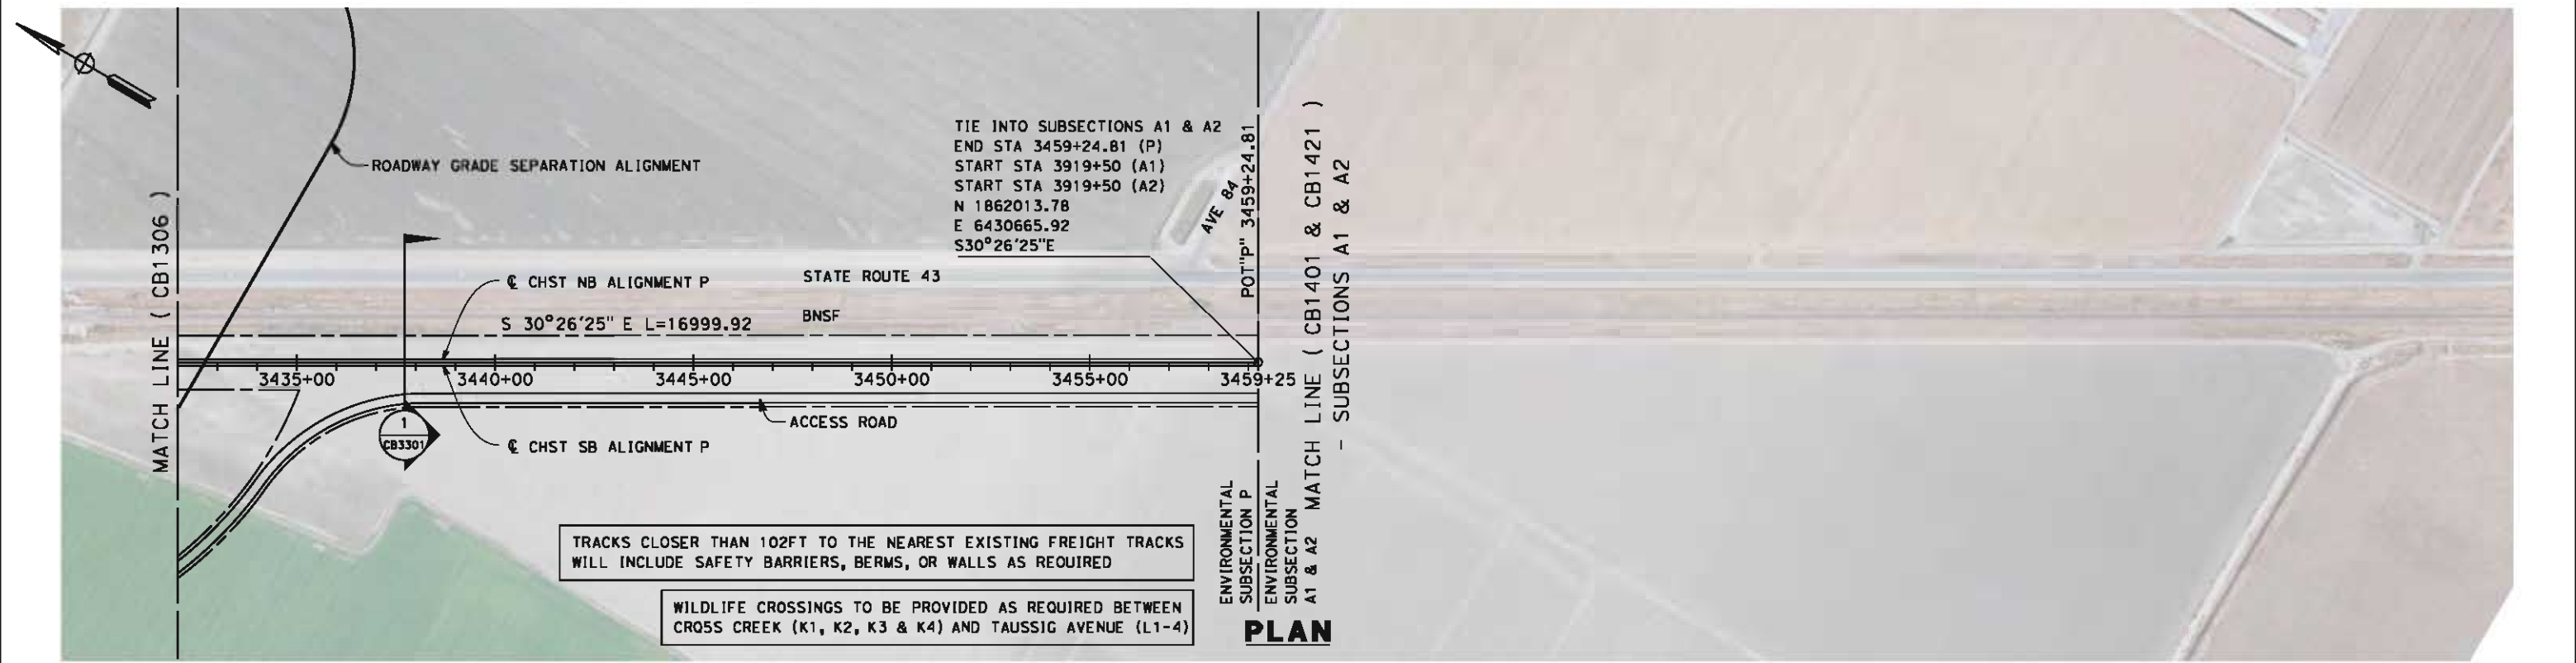 MATCH LINE ( CB1306 )
ROADWAY GRADE SEPARATION ALIGNMENT
TIE INTO SUBSECTIONS A1 & A2
END STA 3459+24.81 (P)
START STA 3919+50 (A1)
START STA 3919+50 (A2)
N 1862013.78
E 6430665.92
S30°26'25"E
AVE 84
POT"P" 3459+24.81
MATCH LINE ( CB1401 & CB1421 )
- SUBSECTIONS A1 & A2
℄ CHST NB ALIGNMENT P
STATE ROUTE 43
S 30°26'25" E L=16999.92
BNSF
3435+00
3440+00
3445+00
3450+00
3455+00
3459+25
1
CB3301
℄ CHST SB ALIGNMENT P
ACCESS ROAD
TRACKS CLOSER THAN 102FT TO THE NEAREST EXISTING FREIGHT TRACKS
WILL INCLUDE SAFETY BARRIERS, BERMS, OR WALLS AS REQUIRED
WILDLIFE CROSSINGS TO BE PROVIDED AS REQUIRED BETWEEN
CROSS CREEK (K1, K2, K3 & K4) AND TAUSSIG AVENUE (L1-4)
ENVIRONMENTAL
SUBSECTION P
ENVIRONMENTAL
SUBSECTION
A1 & A2
PLAN